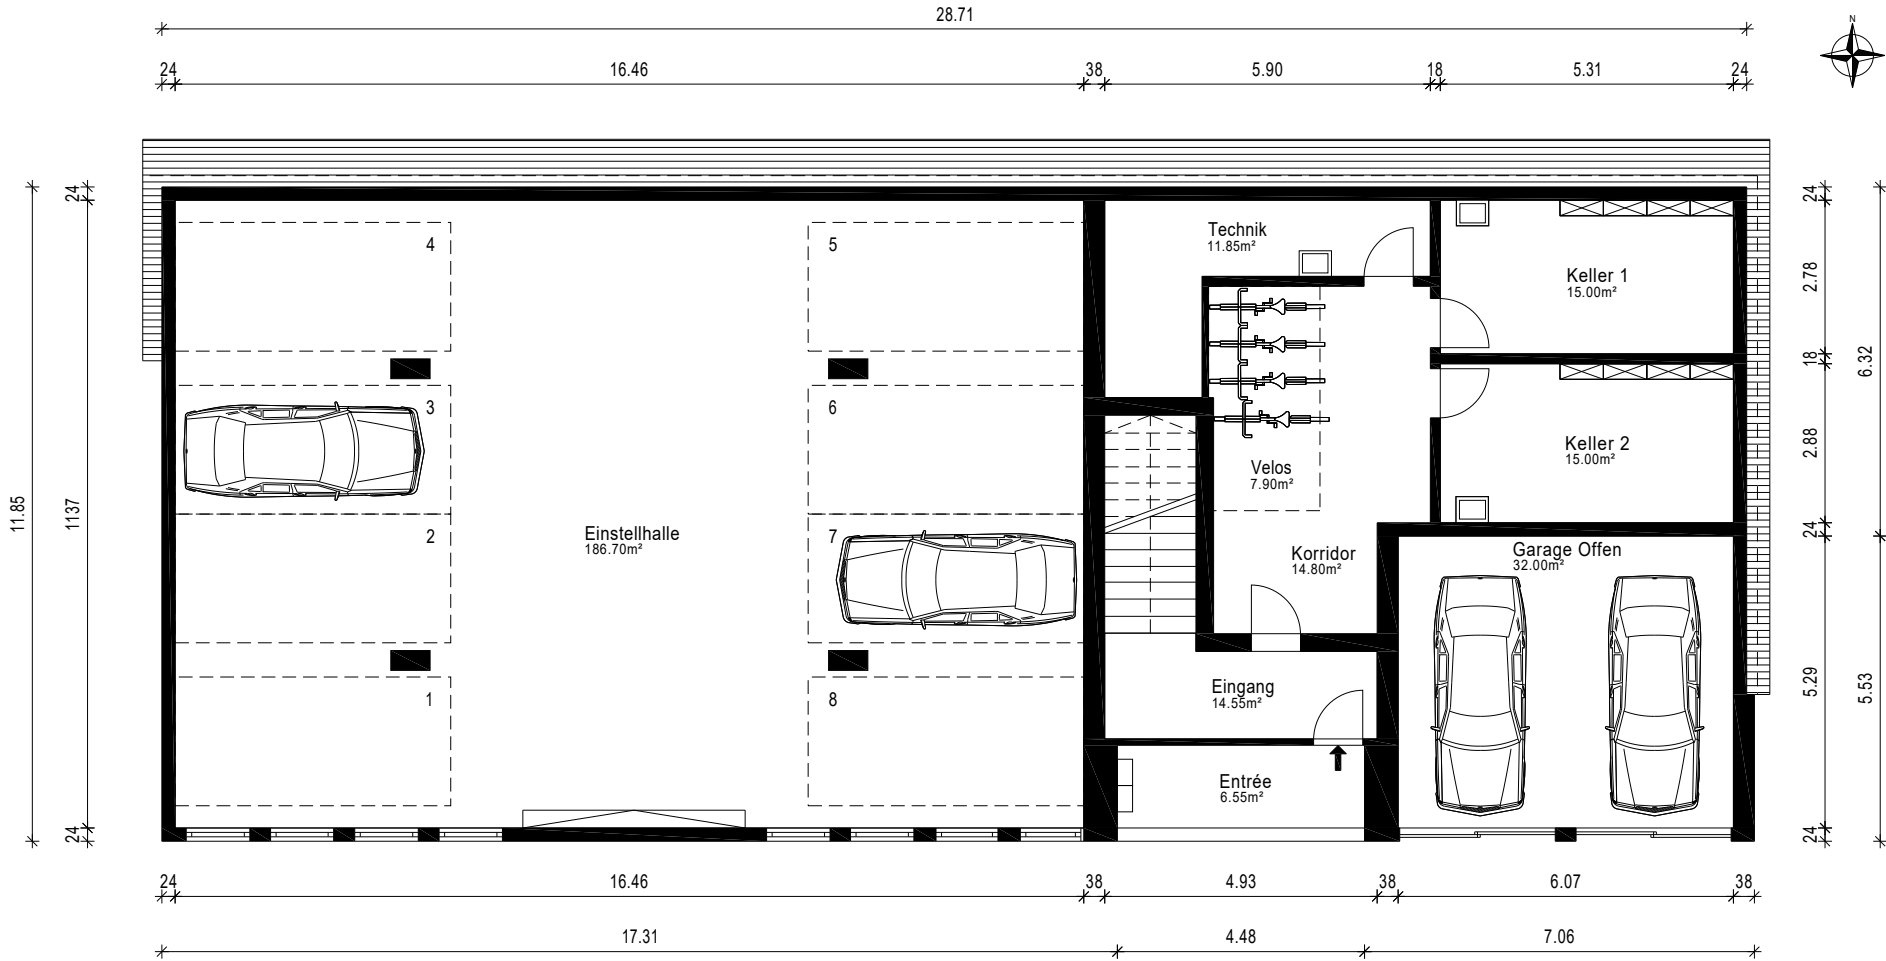 28.71
N
24 16.46 38 5.90 18 5.31 24
24
24
4
5
Technik
11.85m²
Keller 1
15.00m²
2.78
3
6
18
6.32
Keller 2
15.00m²
2.88
Velos
7.90m²
11.85
1137
2
Einstellhalle
186.70m²
7
Korridor
14.80m²
Garage Offen
32.00m²
24
1
8
Eingang
14.55m²
5.29
5.53
Entrée
6.55m²
24
24
24 16.46 38 4.93 38 6.07 38
17.31 4.48 7.06